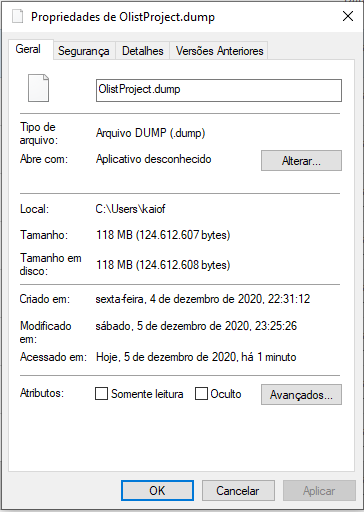 Propriedades de OlistProject.dump
Geral Segurança Detalhes Versões Anteriores
OlistProject.dump
Tipo de arquivo: Arquivo DUMP (.dump)
Abre com: Aplicativo desconhecido Alterar...
Local: C:\Users\kaiof
Tamanho: 118 MB (124.612.607 bytes)
Tamanho em disco: 118 MB (124.612.608 bytes)
Criado em: sexta-feira, 4 de dezembro de 2020, 22:31:12
Modificado em: sábado, 5 de dezembro de 2020, 23:25:26
Acessado em: Hoje, 5 de dezembro de 2020, há 1 minuto
Atributos: Somente leitura Oculto Avançados...
OK Cancelar Aplicar